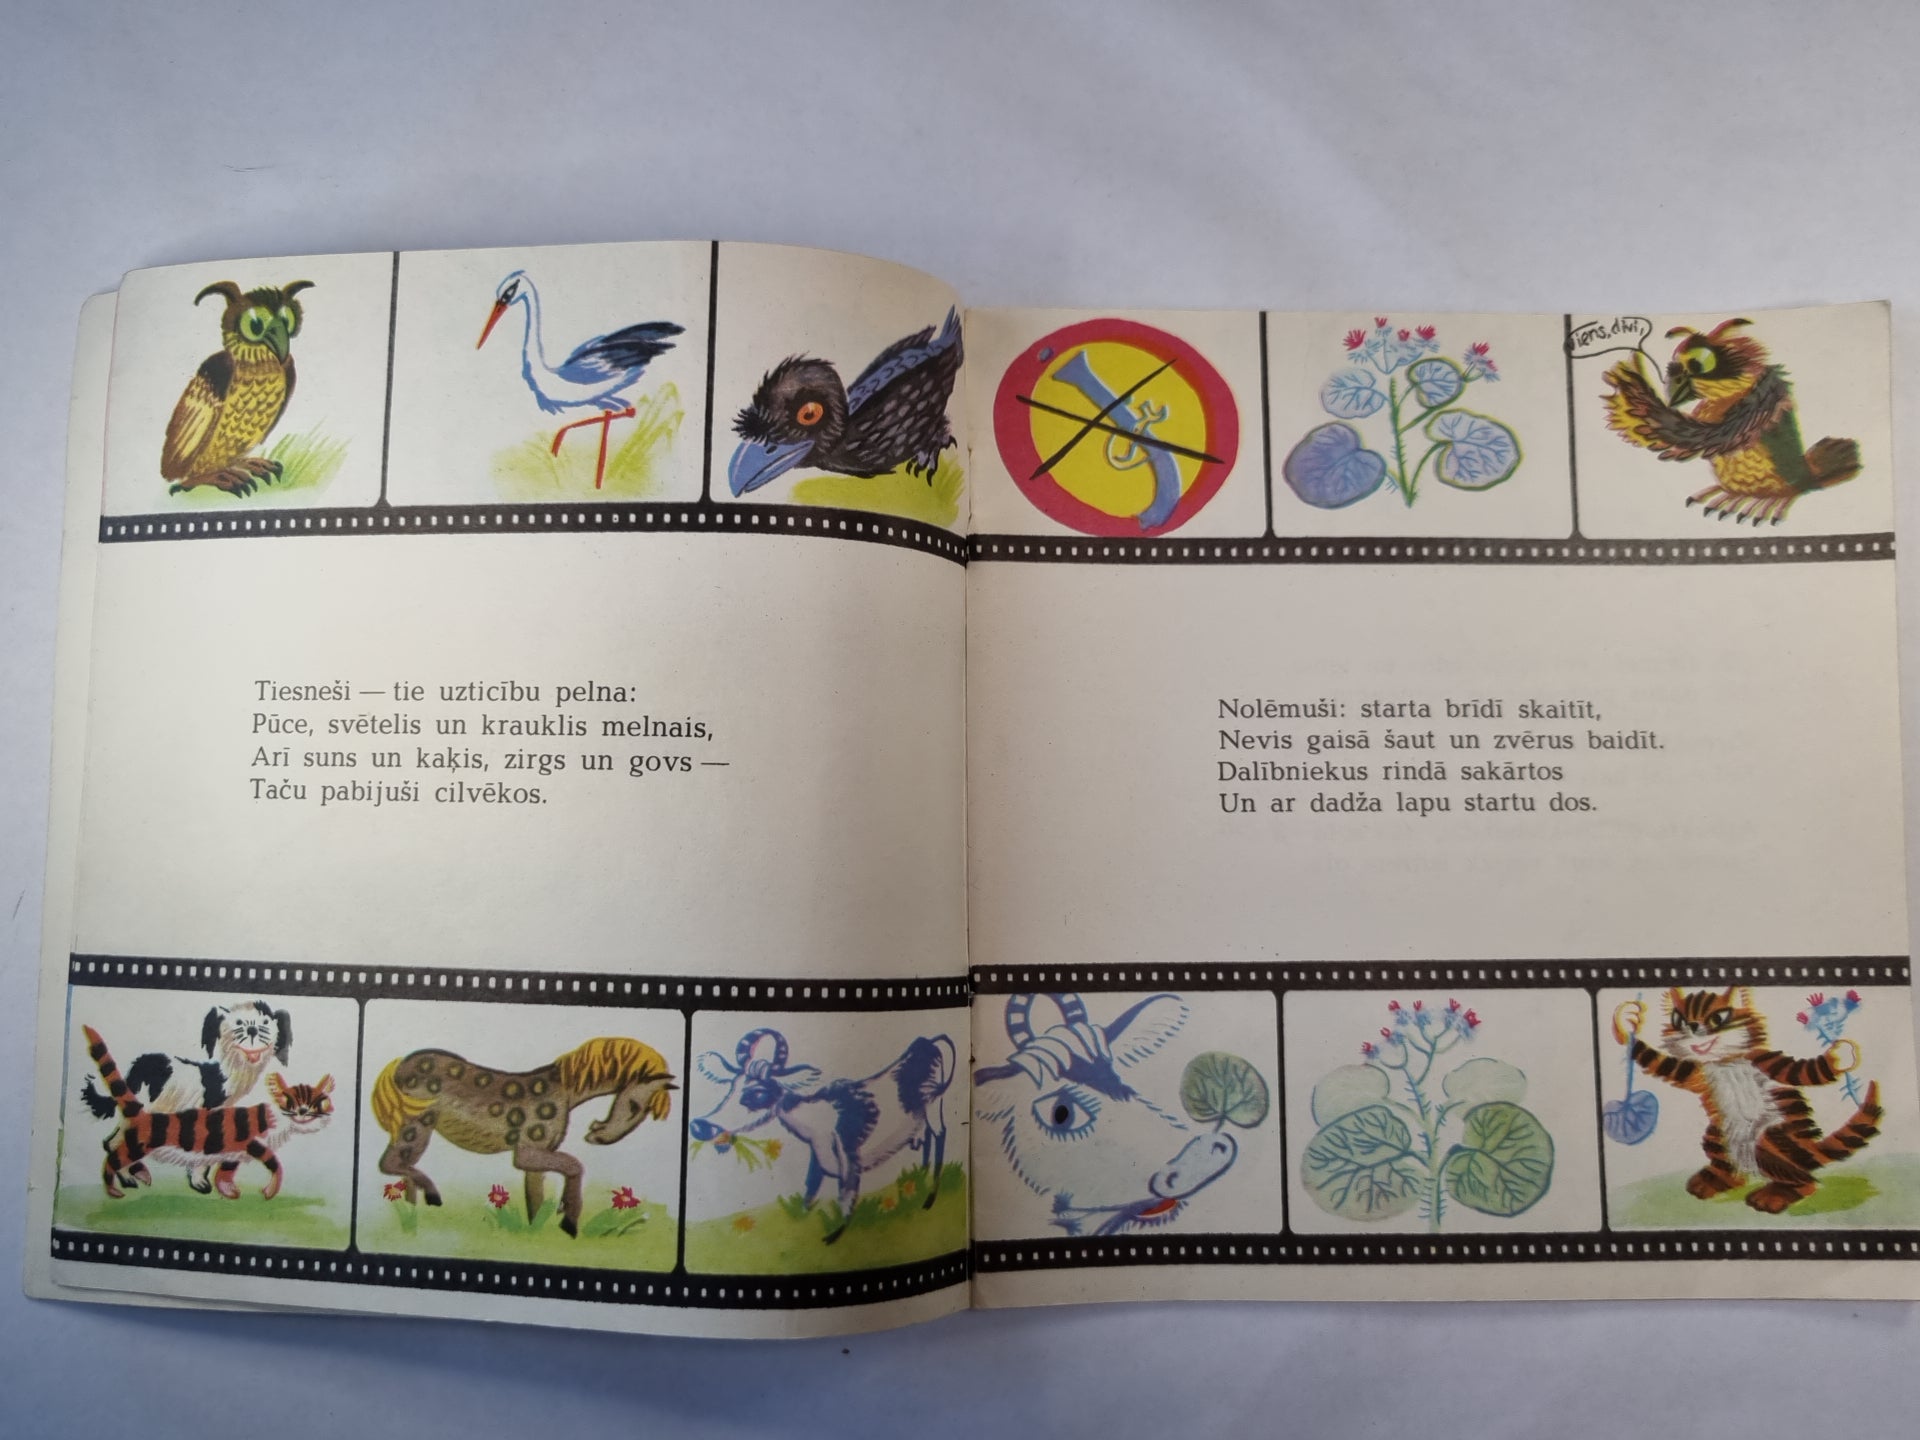 Viens, divi,
Tiesneši — tie uzticību pelna:
Pūce, svētelis un krauklis melnais,
Arī suns un kaķis, zirgs un govs —
Taču pabijuši cilvēkos.
Nolēmuši: starta brīdī skaitīt,
Nevis gaisā šaut un zvērus baidīt.
Dalībniekus rindā sakārtos
Un ar dadža lapu startu dos.